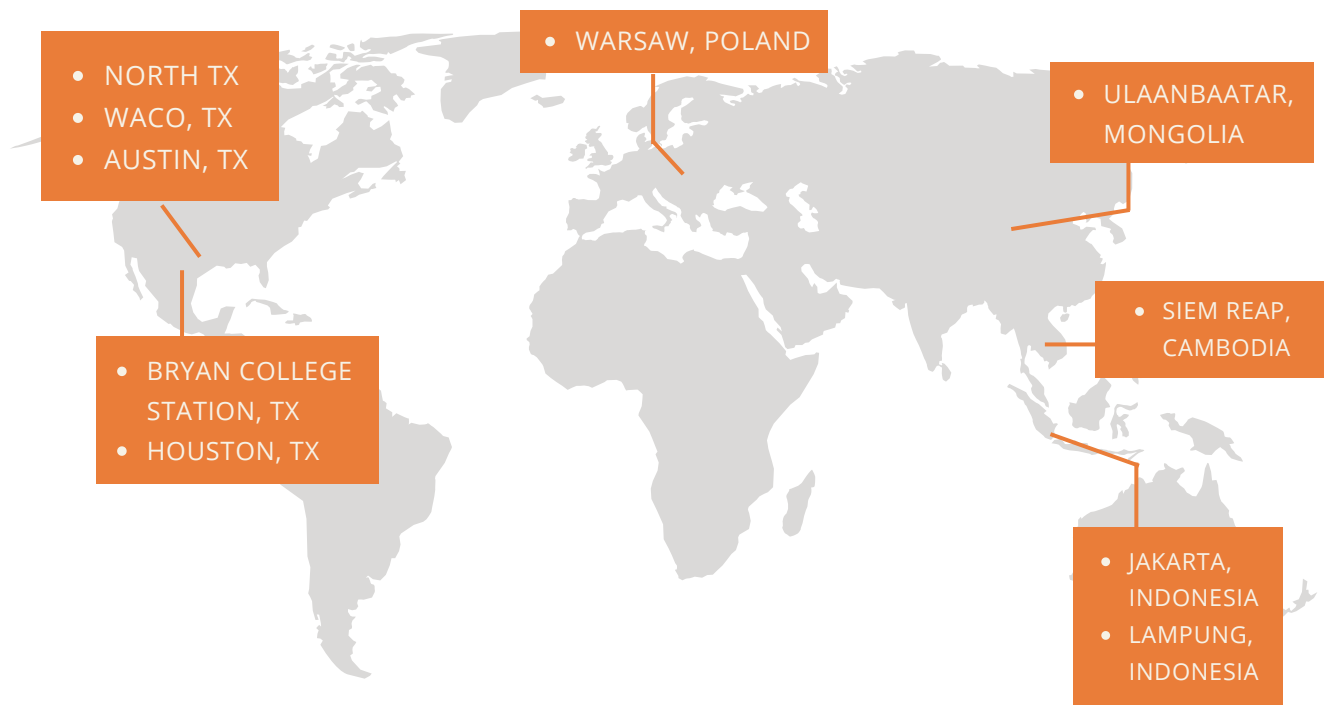 • NORTH TX
• WACO, TX
• AUSTIN, TX
• WARSAW, POLAND
• ULAANBAATAR,
MONGOLIA
• SIEM REAP,
CAMBODIA
• BRYAN COLLEGE
STATION, TX
• HOUSTON, TX
• JAKARTA,
INDONESIA
• LAMPUNG,
INDONESIA